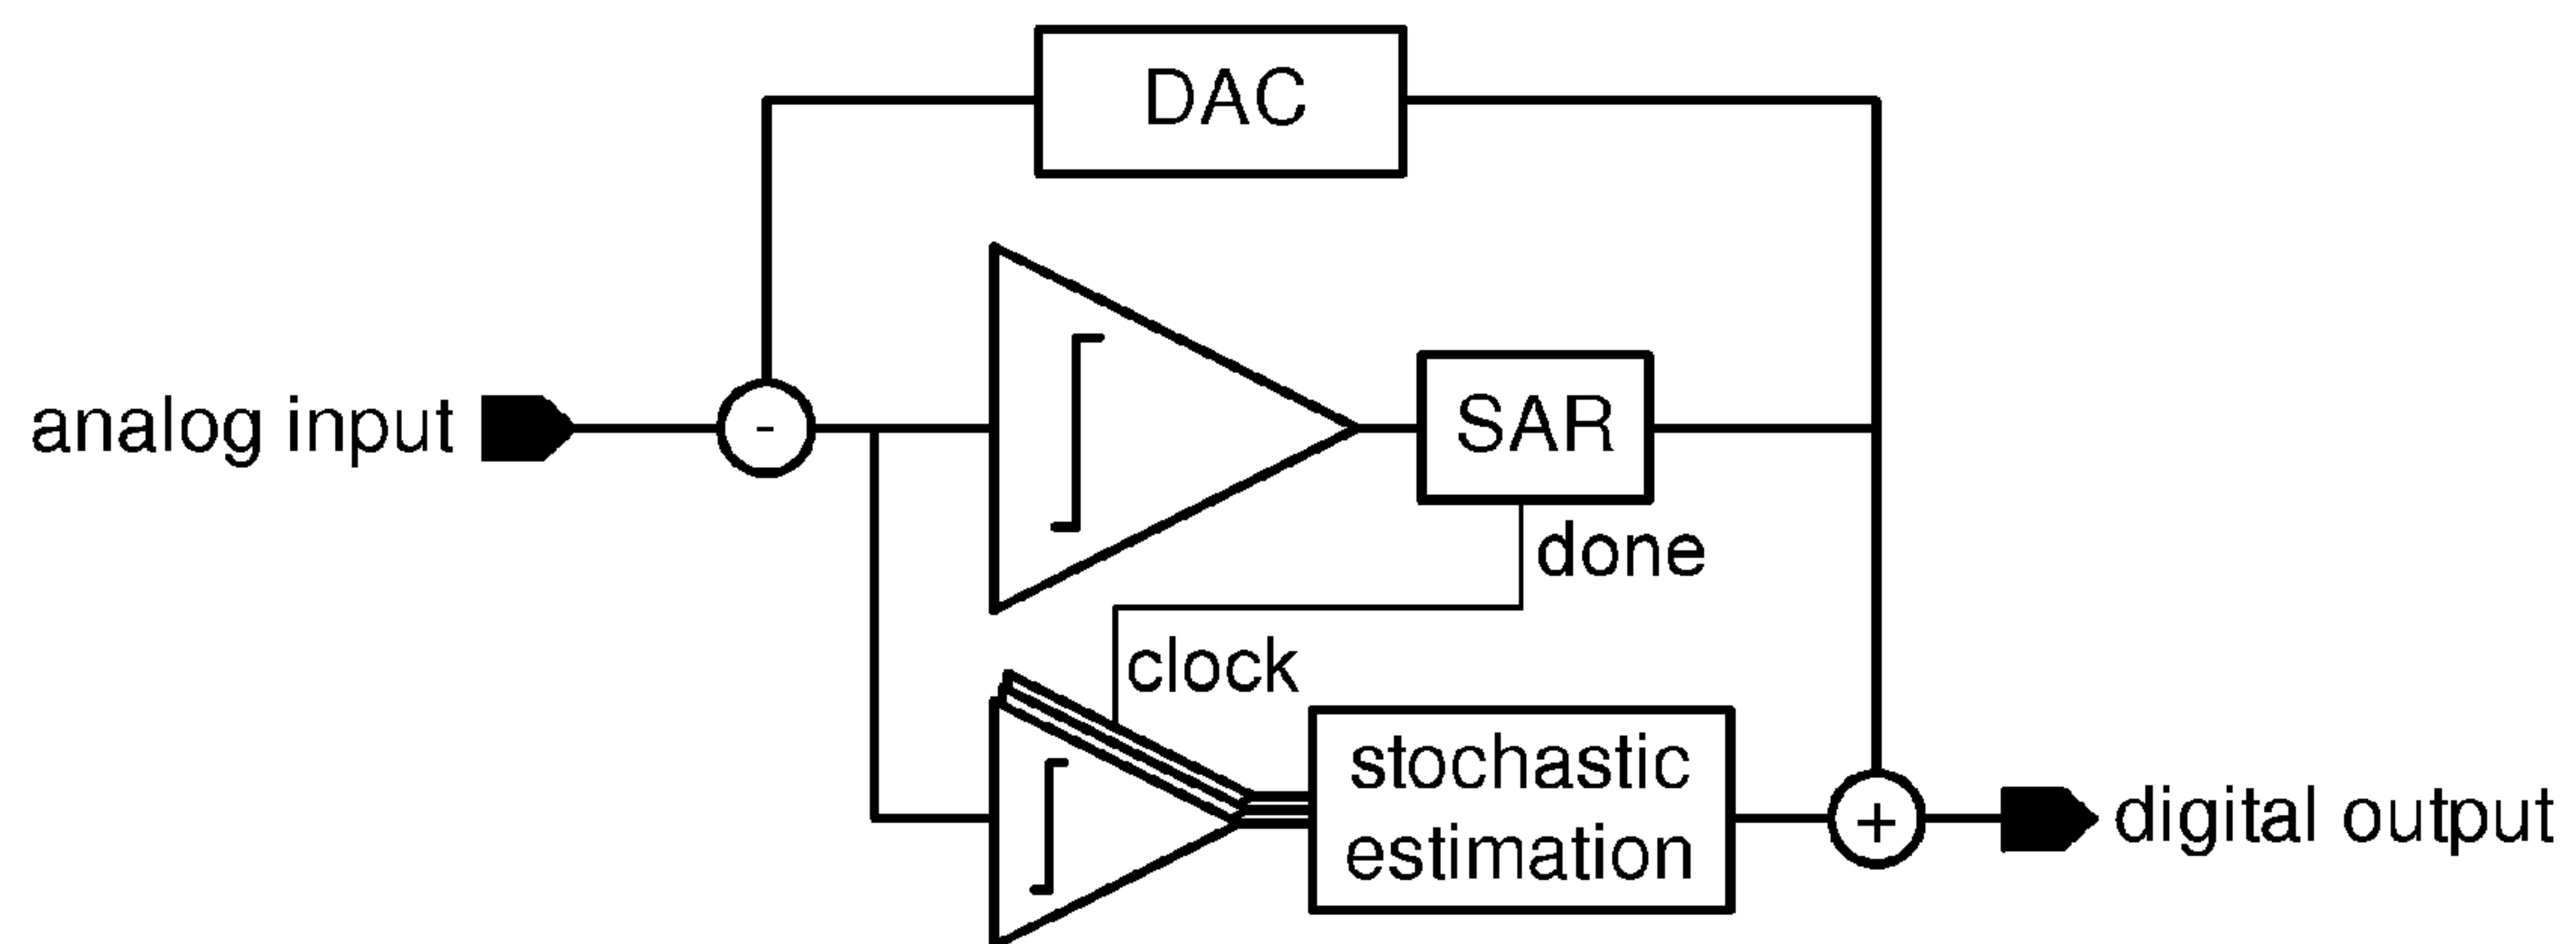 DAC
analog input
-
SAR
done
clock
stochastic
estimation
+
digital output